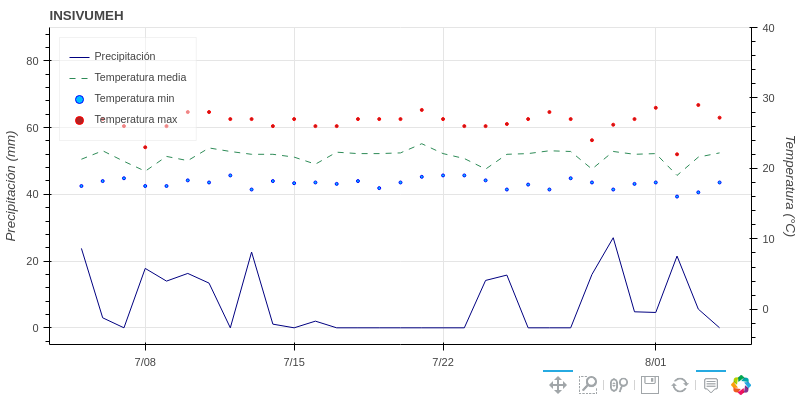 INSIVUMEH
Precipitación
Temperatura media
Temperatura min
Temperatura max
Precipitación (mm)
80
60
40
20
0
Temperatura (°C)
40
30
20
10
0
7/08
7/15
7/22
8/01